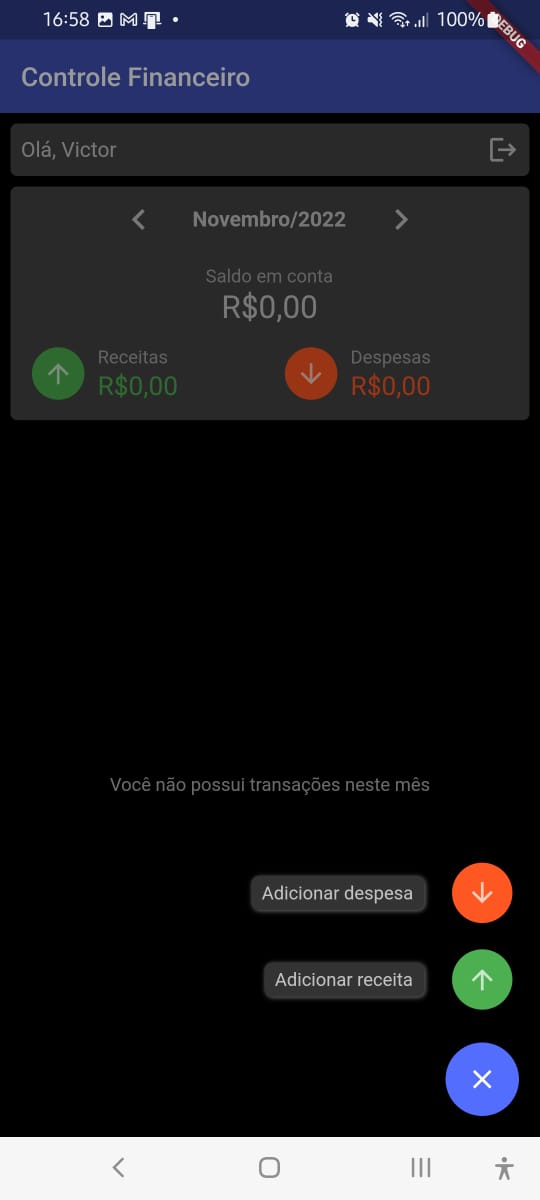 16:58
100%
DEBUG
Controle Financeiro
Olá, Victor
Novembro/2022
Saldo em conta
R$0,00
Receitas
R$0,00
Despesas
R$0,00
Você não possui transações neste mês
Adicionar despesa
Adicionar receita